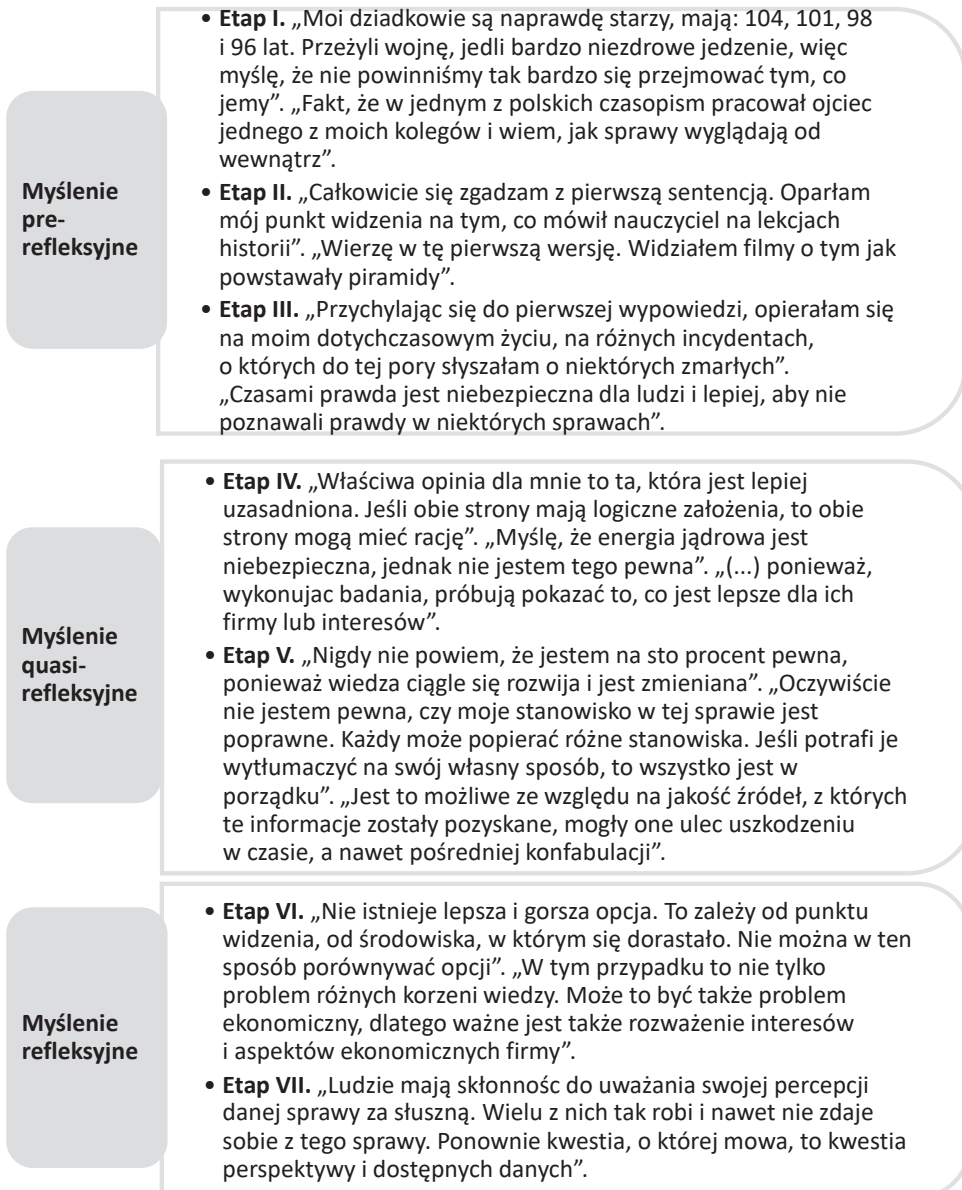 Myślenie
pre-
refleksyjne
• Etap I. „Moi dziadkowie są naprawdę starzy, mają: 104, 101, 98
i 96 lat. Przeżyli wojnę, jedli bardzo niezdrowe jedzenie, więc
myślę, że nie powinniśmy tak bardzo się przejmować tym, co
jemy”. „Fakt, że w jednym z polskich czasopism pracował ojciec
jednego z moich kolegów i wiem, jak sprawy wyglądają od
wewnątrz”.
• Etap II. „Całkowicie się zgadzam z pierwszą sentencją. Oparłam
mój punkt widzenia na tym, co mówił nauczyciel na lekcjach
historii”. „Wierzę w tę pierwszą wersję. Widziałem filmy o tym jak
powstawały piramidy”.
• Etap III. „Przychylając się do pierwszej wypowiedzi, opierałam się
na moim dotychczasowym życiu, na różnych incydentach,
o których do tej pory słyszałam o niektórych zmarłych”.
„Czasami prawda jest niebezpieczna dla ludzi i lepiej, aby nie
poznawali prawdy w niektórych sprawach”.
Myślenie
quasi-
refleksyjne
• Etap IV. „Właściwa opinia dla mnie to ta, która jest lepiej
uzasadniona. Jeśli obie strony mają logiczne założenia, to obie
strony mogą mieć rację”. „Myślę, że energia jądrowa jest
niebezpieczna, jednak nie jestem tego pewna”. „(...) ponieważ,
wykonujac badania, próbują pokazać to, co jest lepsze dla ich
firmy lub interesów”.
• Etap V. „Nigdy nie powiem, że jestem na sto procent pewna,
ponieważ wiedza ciągle się rozwija i jest zmieniana”. „Oczywiście
nie jestem pewna, czy moje stanowisko w tej sprawie jest
poprawne. Każdy może popierać różne stanowiska. Jeśli potrafi je
wytłumaczyć na swój własny sposób, to wszystko jest w
porządku”. „Jest to możliwe ze względu na jakość źródeł, z których
te informacje zostały pozyskane, mogły one ulec uszkodzeniu
w czasie, a nawet pośredniej konfabulacji”.
Myślenie
refleksyjne
• Etap VI. „Nie istnieje lepsza i gorsza opcja. To zależy od punktu
widzenia, od środowiska, w którym się dorastało. Nie można w ten
sposób porównywać opcji”. „W tym przypadku to nie tylko
problem różnych korzeni wiedzy. Może to być także problem
ekonomiczny, dlatego ważne jest także rozważenie interesów
i aspektów ekonomicznych firmy”.
• Etap VII. „Ludzie mają skłonnośc do uważania swojej percepcji
danej sprawy za słuszną. Wielu z nich tak robi i nawet nie zdaje
sobie z tego sprawy. Ponownie kwestia, o której mowa, to kwestia
perspektywy i dostępnych danych”.